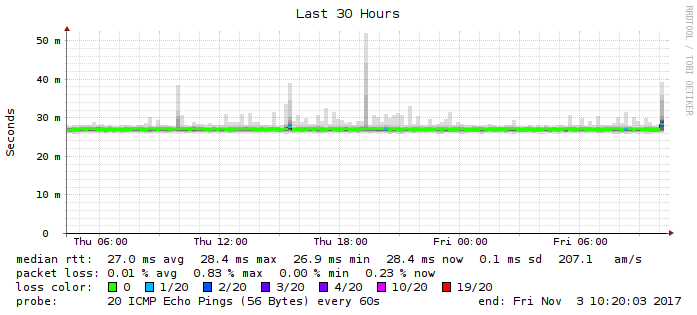 Last 30 Hours
RRDTOOL / TOBI OETIKER
Seconds
50 m
40 m
30 m
20 m
10 m
0
Thu 06:00 Thu 12:00 Thu 18:00 Fri 00:00 Fri 06:00
median rtt: 27.0 ms avg 28.4 ms max 26.9 ms min 28.4 ms now 0.1 ms sd 207.1 am/s
packet loss: 0.01 % avg 0.83 % max 0.00 % min 0.23 % now
loss color: 0 1/20 2/20 3/20 4/20 10/20 19/20
probe: 20 ICMP Echo Pings (56 Bytes) every 60s end: Fri Nov 3 10:20:03 2017